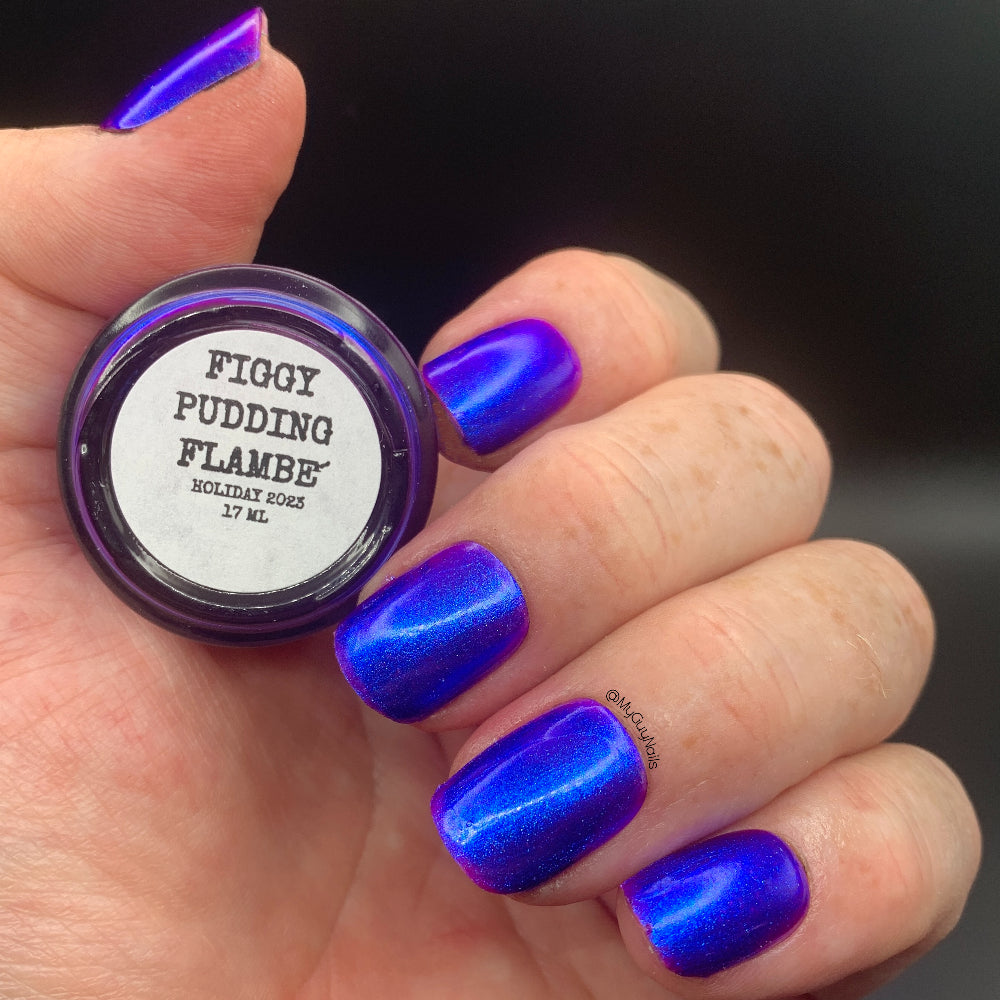 FIGGY
PUDDING
FLAMBÉ
HOLIDAY 2023
17 ML
@MyGuyNails